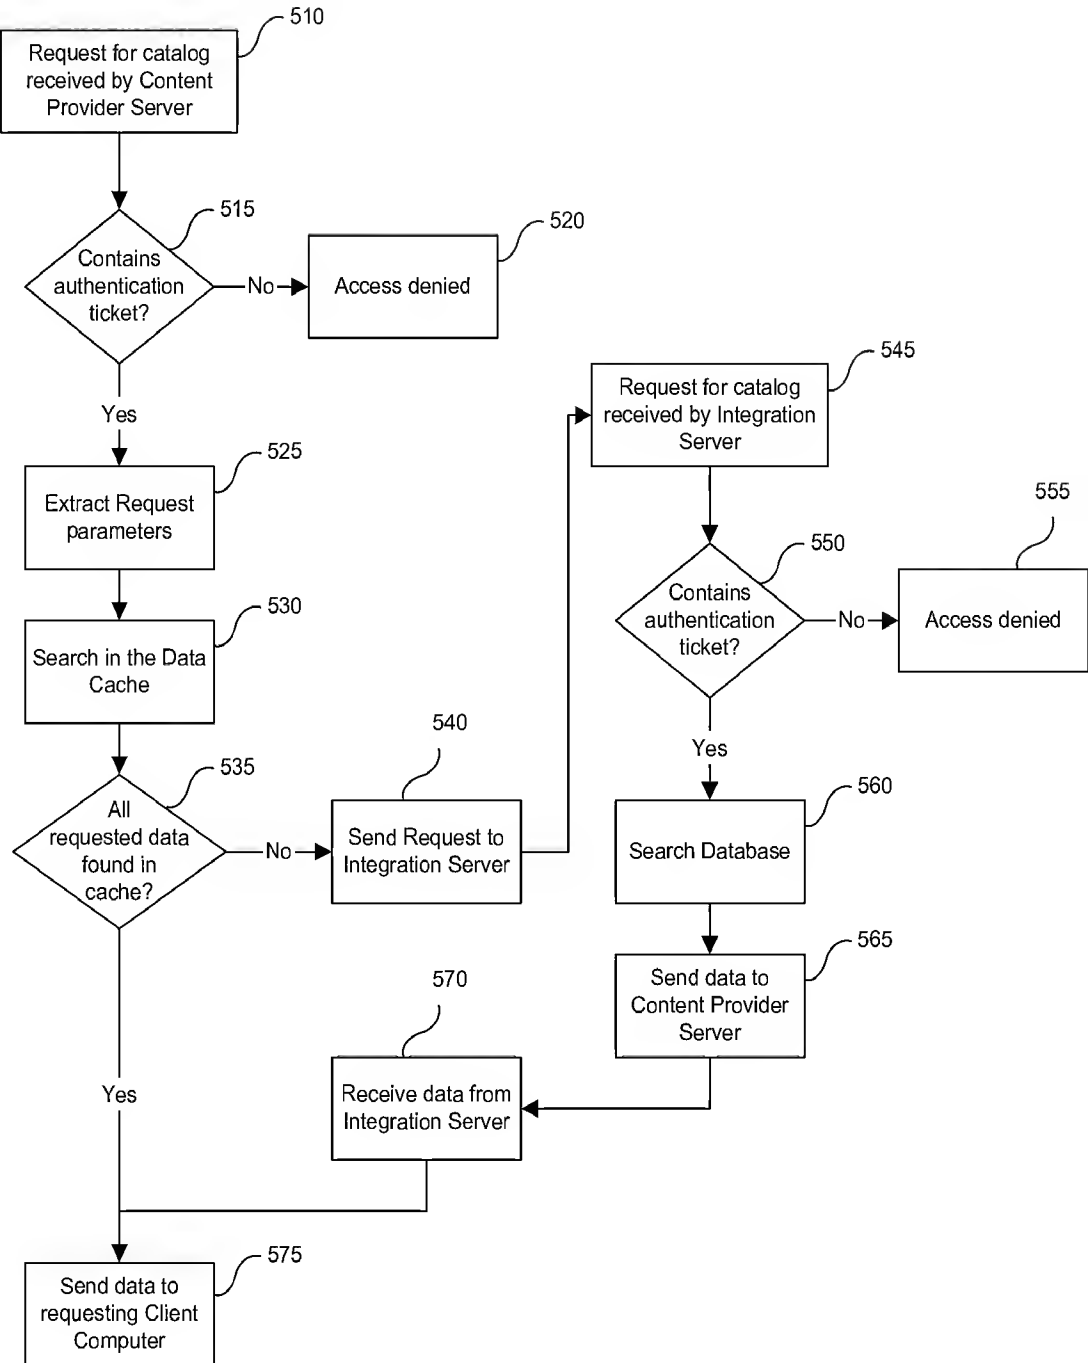 510
Request for catalog
received by Content
Provider Server
515
Contains
authentication
ticket?
No
520
Access denied
Yes
525
Extract Request
parameters
530
Search in the Data
Cache
535
All
requested data
found in
cache?
No
540
Send Request to
Integration Server
545
Request for catalog
received by Integration
Server
550
Contains
authentication
ticket?
No
555
Access denied
Yes
560
Search Database
565
Send data to
Content Provider
Server
570
Receive data from
Integration Server
Yes
575
Send data to
requesting Client
Computer